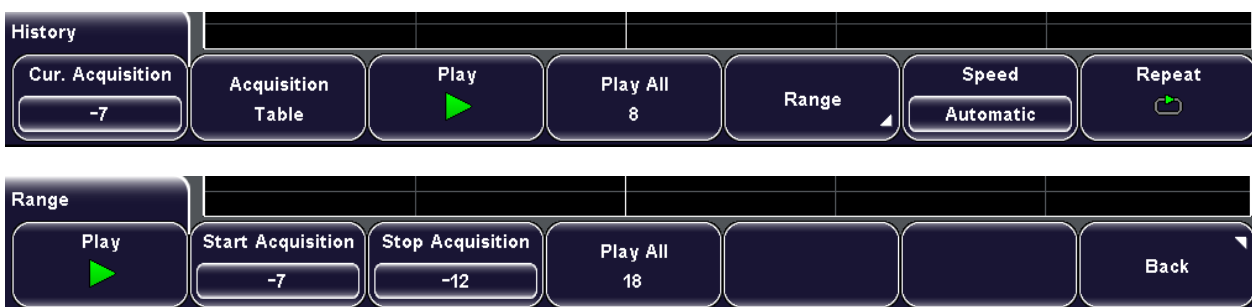 History
Cur. Acquisition
-7
Acquisition
Table
Play
Play All
8
Range
Speed
Automatic
Repeat
Range
Play
Start Acquisition
-7
Stop Acquisition
-12
Play All
18
Back